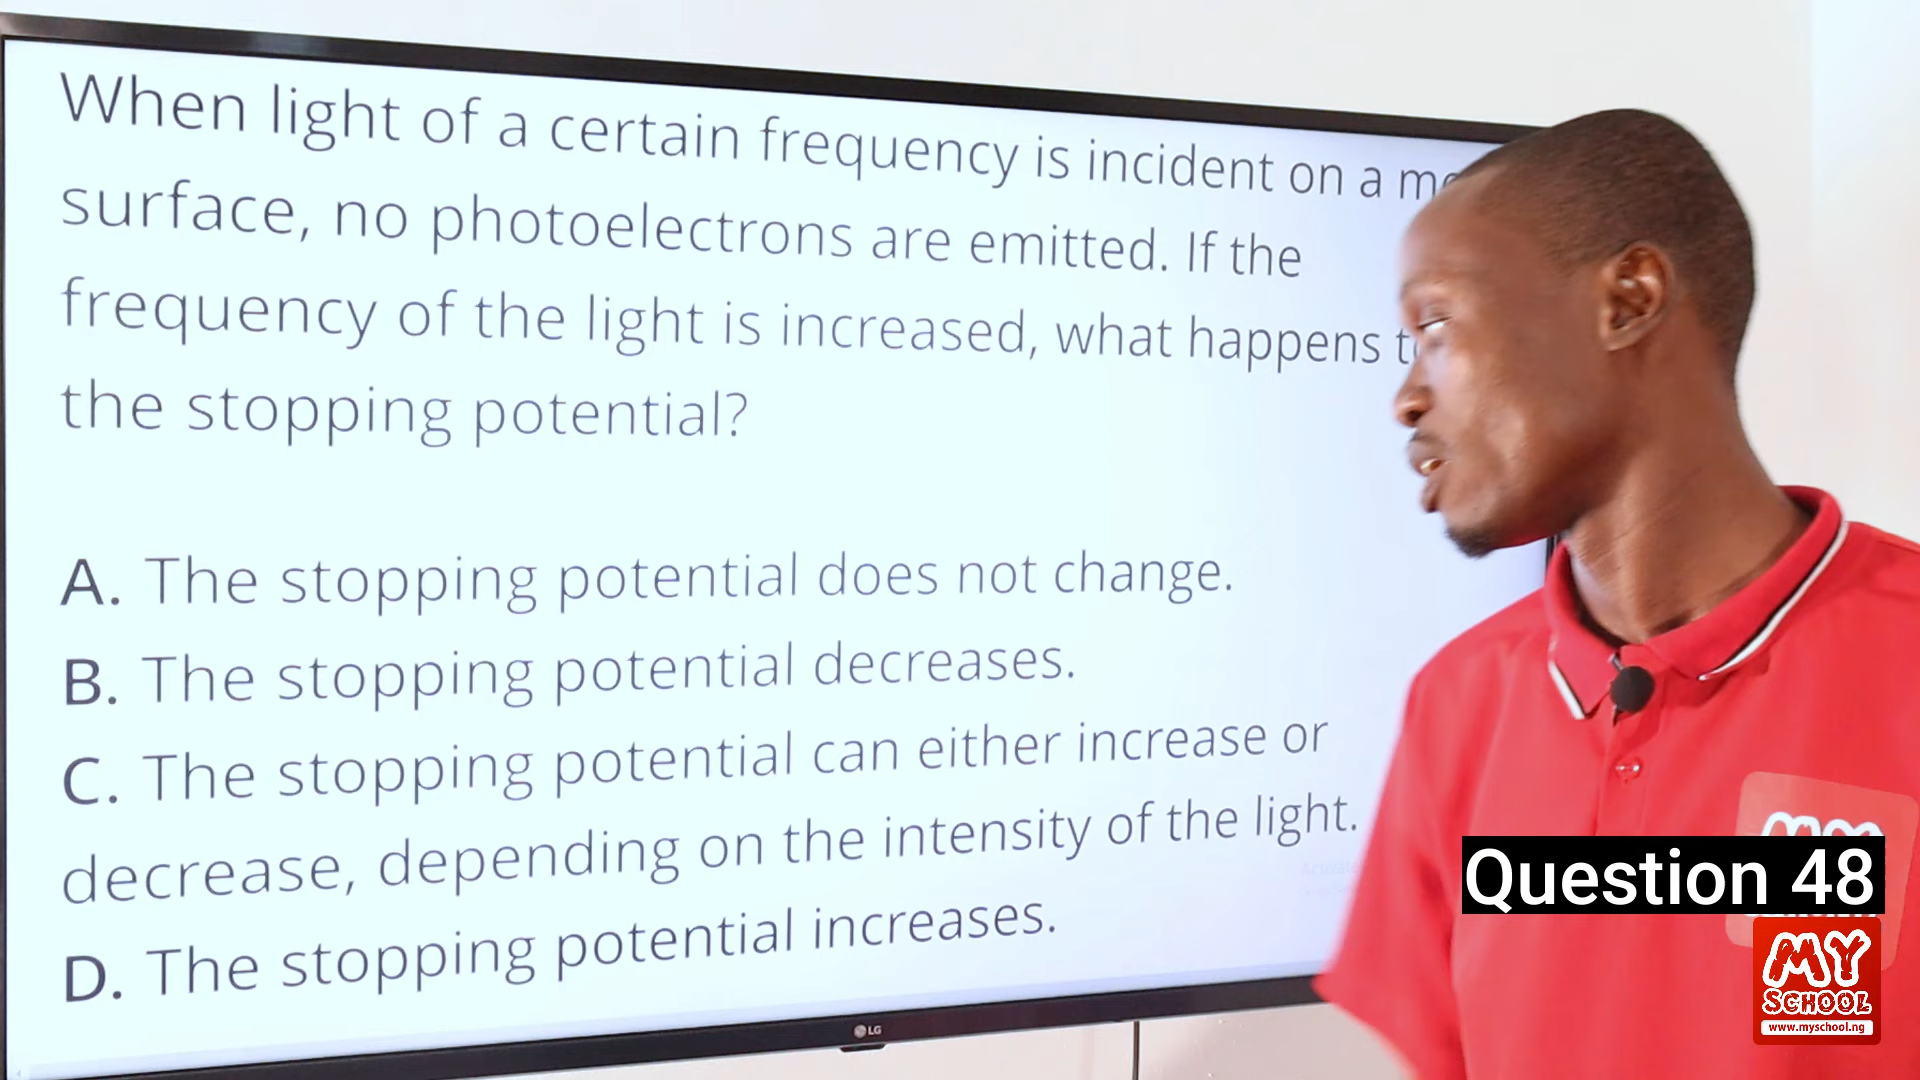 When light of a certain frequency is incident on a
surface, no photoelectrons are emitted. If the
frequency of the light is increased, what happens
the stopping potential?
A. The stopping potential does not change.
B. The stopping potential decreases.
C. The stopping potential can either increase or
decrease, depending on the intensity of the light.
D. The stopping potential increases.
Question 48
MY
SCHOOL
www.myschool.ng
LG